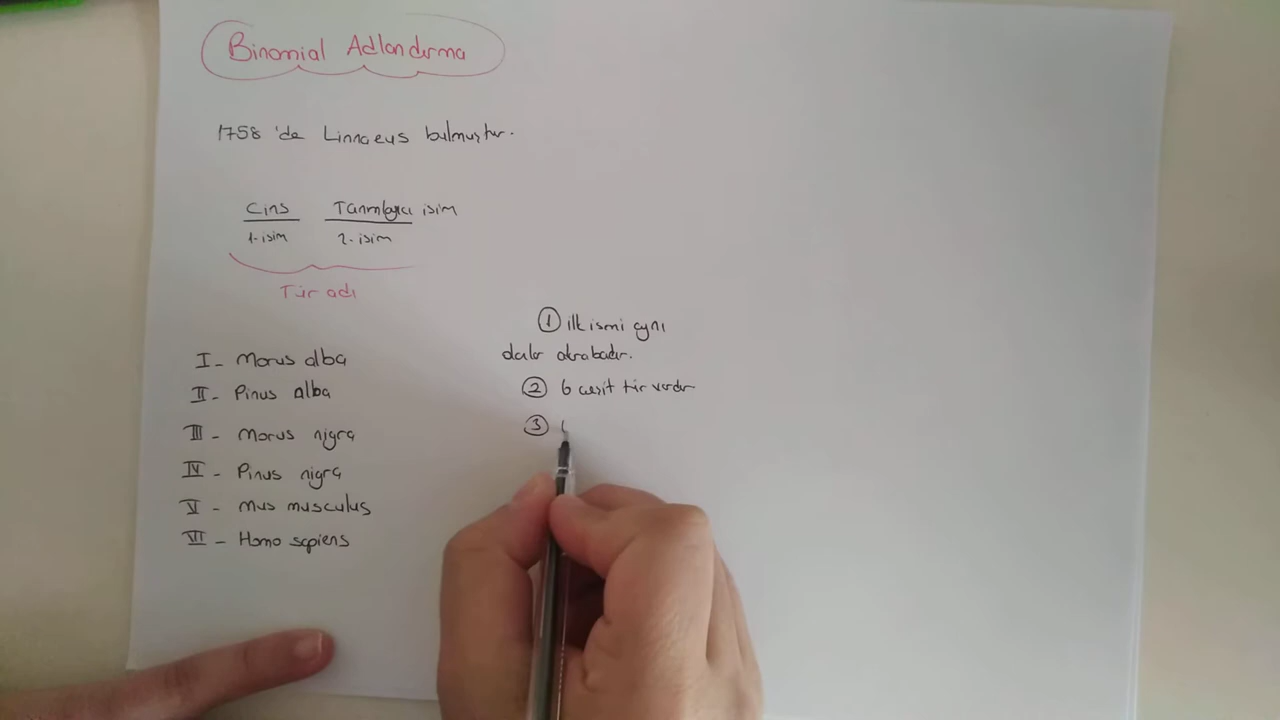 Binomial Adlandırma
1758 'de Linnaeus bulmuştur.
Cins Tanımlayıcı isim
1. isim 2. isim
Tür adı
I - Morus alba
II - Pinus alba
III - Morus nigra
IV - Pinus nigra
V - Mus musculus
VI - Homo sapiens
① ilk ismi aynı
olanlar akrabadır.
② 6 çeşit tür vardır
③